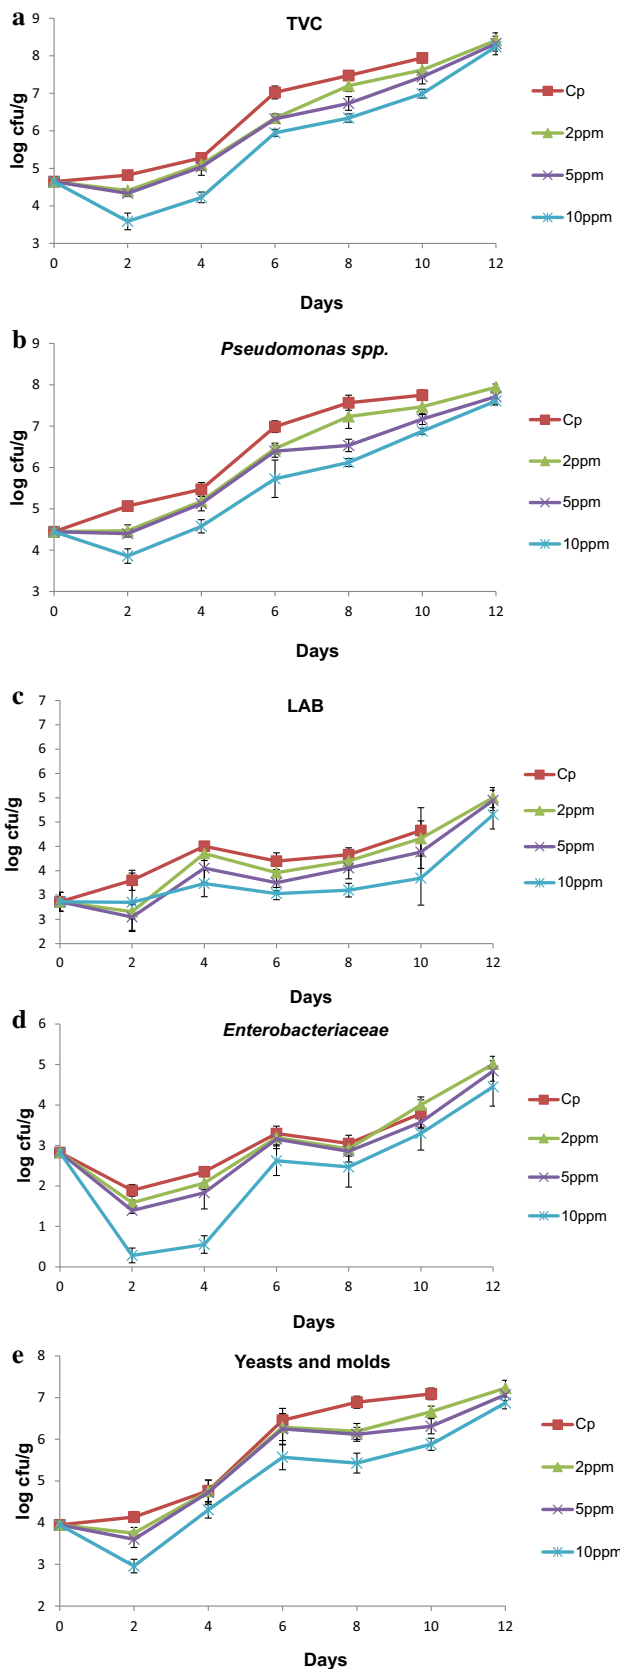 a
TVC
9
8
7
6
5
4
3
log cfu/g
0 2 4 6 8 10 12
Days
Cp
2ppm
5ppm
10ppm
b
Pseudomonas spp.
9
8
7
6
5
4
3
log cfu/g
0 2 4 6 8 10 12
Days
Cp
2ppm
5ppm
10ppm
c
LAB
7
7
6
6
5
5
4
4
3
3
2
log cfu/g
0 2 4 6 8 10 12
Days
Cp
2ppm
5ppm
10ppm
d
Enterobacteriaceae
6
5
4
3
2
1
0
log cfu/g
0 2 4 6 8 10 12
Days
Cp
2ppm
5ppm
10ppm
e
Yeasts and molds
8
7
6
5
4
3
2
log cfu/g
0 2 4 6 8 10 12
Days
Cp
2ppm
5ppm
10ppm